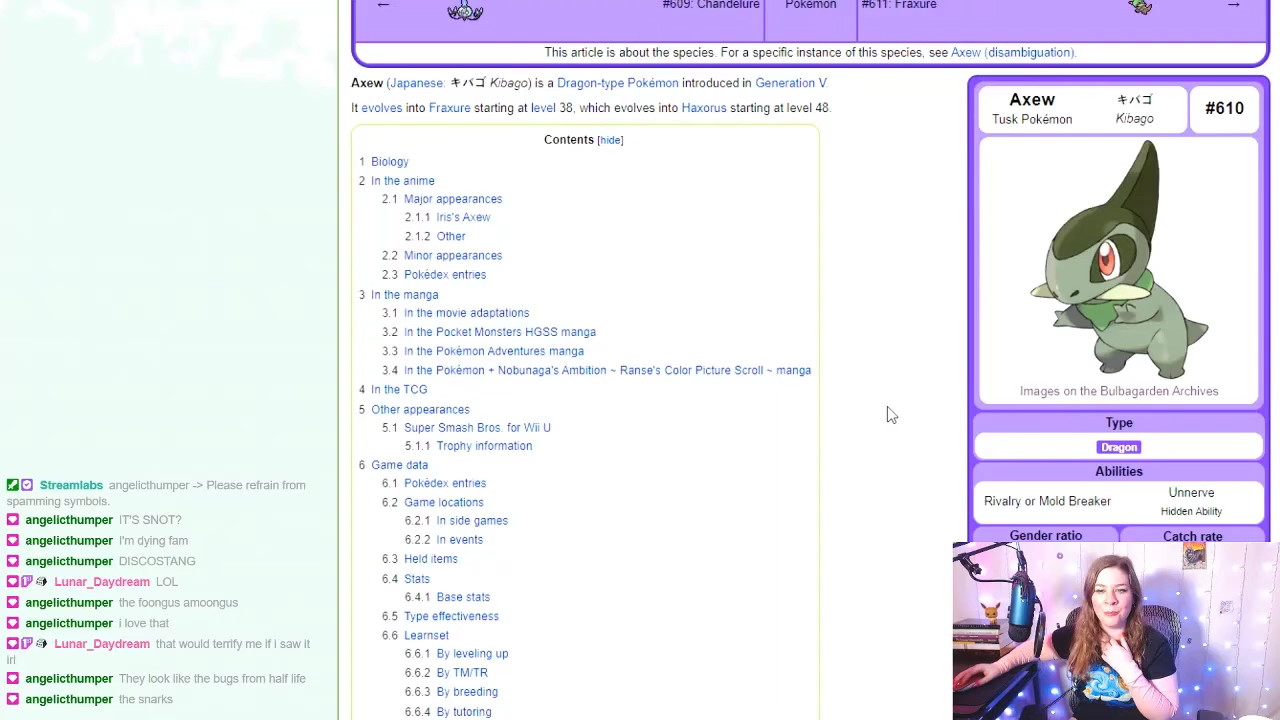 ← #609: Chandelure Pokémon #611: Fraxure →
This article is about the species. For a specific instance of this species, see Axew (disambiguation).
Axew (Japanese: キバゴ Kibago) is a Dragon-type Pokémon introduced in Generation V.
It evolves into Fraxure starting at level 38, which evolves into Haxorus starting at level 48.
Contents [hide]
1 Biology
2 In the anime
2.1 Major appearances
2.1.1 Iris's Axew
2.1.2 Other
2.2 Minor appearances
2.3 Pokédex entries
3 In the manga
3.1 In the movie adaptations
3.2 In the Pocket Monsters HGSS manga
3.3 In the Pokémon Adventures manga
3.4 In the Pokémon + Nobunaga's Ambition ~ Ranse's Color Picture Scroll ~ manga
4 In the TCG
5 Other appearances
5.1 Super Smash Bros. for Wii U
5.1.1 Trophy information
6 Game data
6.1 Pokédex entries
6.2 Game locations
6.2.1 In side games
6.2.2 In events
6.3 Held items
6.4 Stats
6.4.1 Base stats
6.5 Type effectiveness
6.6 Learnset
6.6.1 By leveling up
6.6.2 By TM/TR
6.6.3 By breeding
6.6.4 By tutoring
Axew キバゴ #610
Tusk Pokémon Kibago
Images on the Bulbagarden Archives
Type
Dragon
Abilities
Rivalry or Mold Breaker
Unnerve
Hidden Ability
Gender ratio Catch rate
Streamlabs angelicthumper -> Please refrain from
spamming symbols.
angelicthumper IT'S SNOT?
angelicthumper I'm dying fam
angelicthumper DISCOSTANG
Lunar_Daydream LOL
angelicthumper the foongus amoongus
angelicthumper i love that
Lunar_Daydream that would terrify me if i saw it
irl
angelicthumper They look like the bugs from half life
angelicthumper the snarks